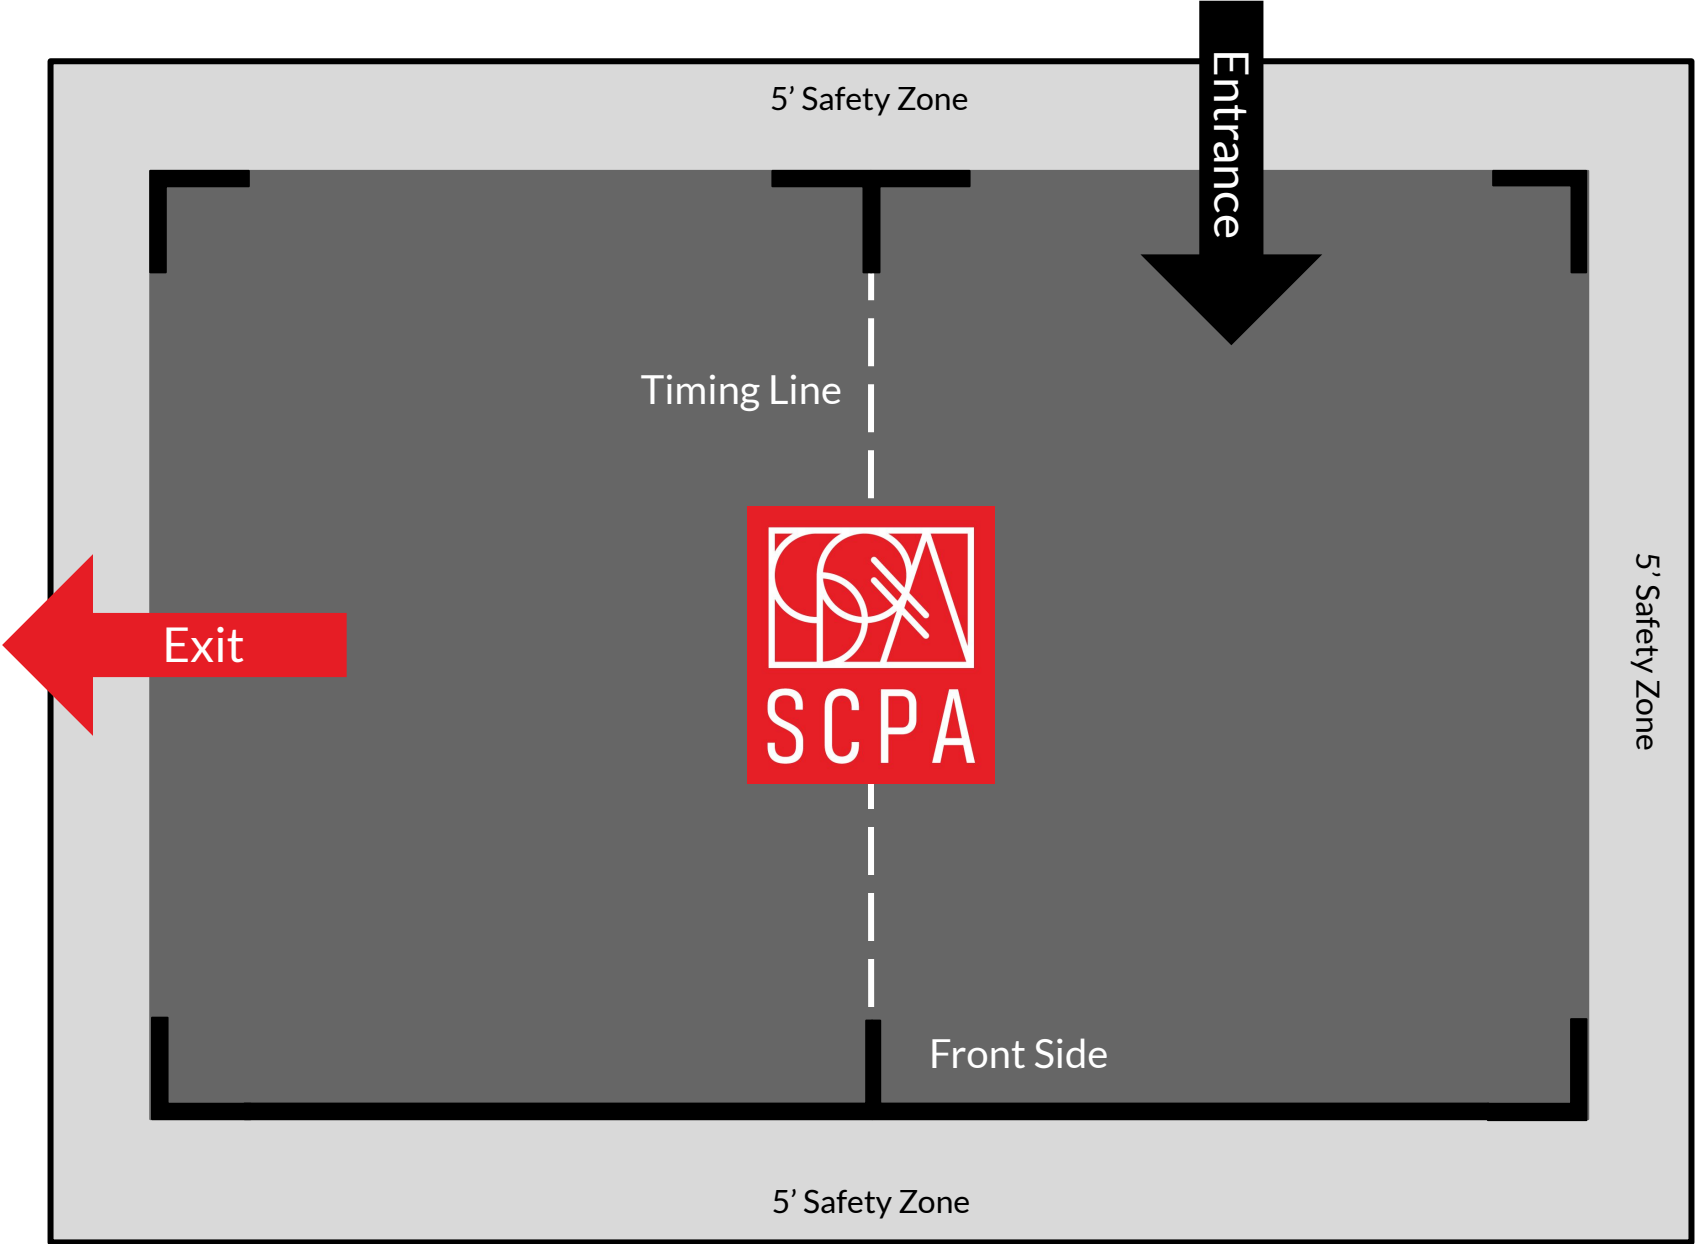 Entrance
5’ Safety Zone
Timing Line
Exit
SCPA
5’ Safety Zone
Front Side
5’ Safety Zone